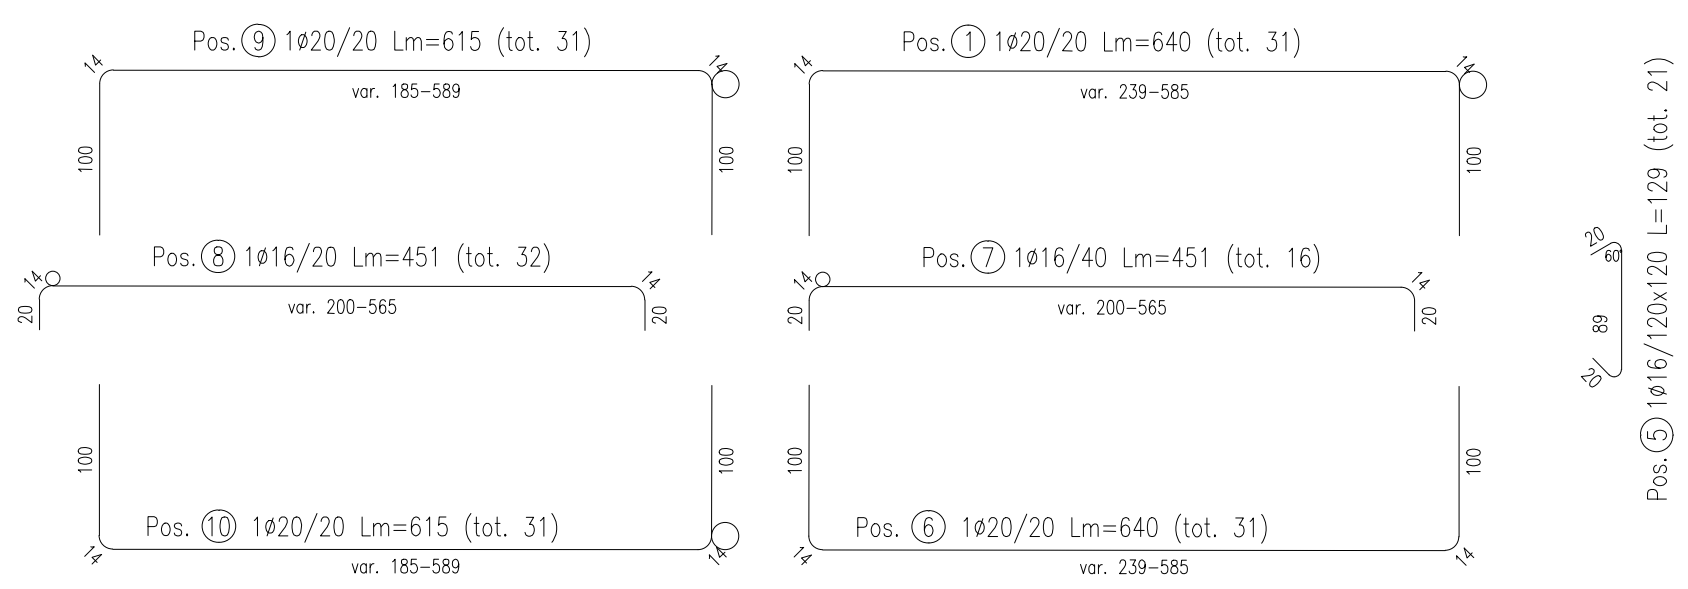 Pos. 9 1ø20/20 Lm=615 (tot. 31)
14
14
var. 185-589
100
100
Pos. 1 1ø20/20 Lm=640 (tot. 31)
14
14
var. 239-585
100
100
Pos. 8 1ø16/20 Lm=451 (tot. 32)
14
14
var. 200-565
20
20
Pos. 7 1ø16/40 Lm=451 (tot. 16)
14
14
var. 200-565
20
20
100
100
Pos. 10 1ø20/20 Lm=615 (tot. 31)
14
14
var. 185-589
100
100
Pos. 6 1ø20/20 Lm=640 (tot. 31)
14
14
var. 239-585
20
60°
89
20
Pos. 5 1ø16/120x120 L=129 (tot. 21)